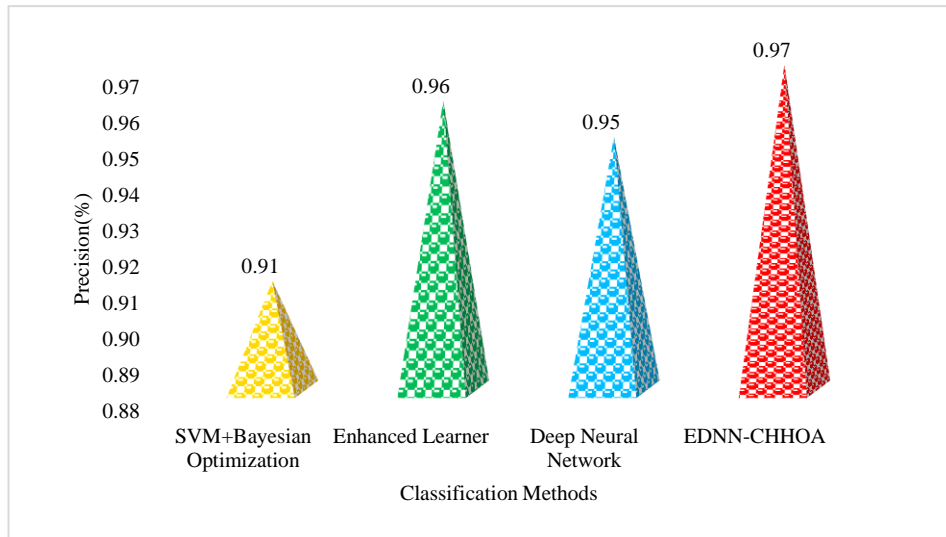 0.97
0.96
0.95
0.91
0.97
0.96
0.95
0.94
0.93
0.92
0.91
0.90
0.89
0.88
Precision(%)
SVM+Bayesian
Optimization
Enhanced Learner
Deep Neural
Network
EDNN-CHHOA
Classification Methods